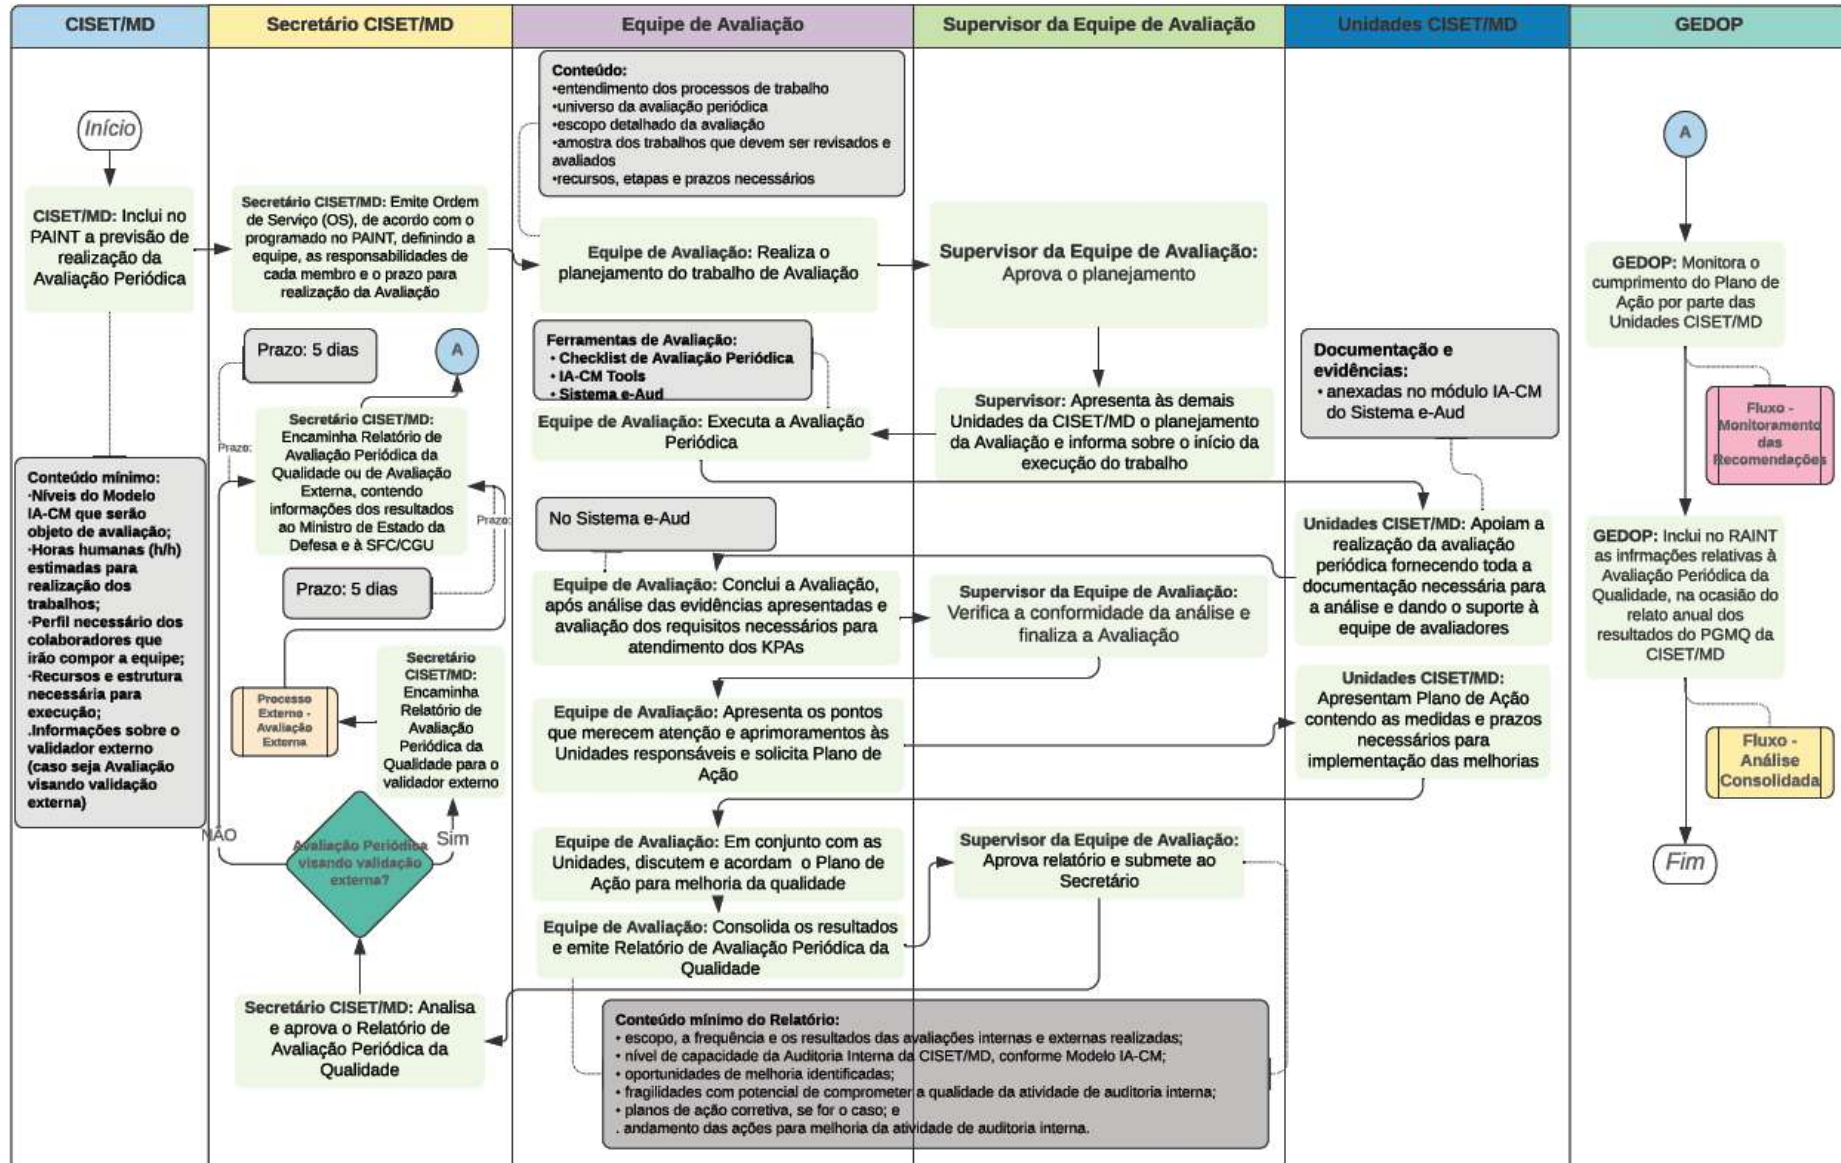 CISET/MD
Secretário CISET/MD
Equipe de Avaliação
Supervisor da Equipe de Avaliação
Unidades CISET/MD
GEDOP
Início
CISET/MD: Inclui no
PAINT a previsão de
realização da
Avaliação Periódica
Conteúdo mínimo:
·Níveis do Modelo
IA-CM que serão
objeto de avaliação;
·Horas humanas (h/h)
estimadas para
realização dos
trabalhos;
·Perfil necessário dos
colaboradores que
irão compor a equipe;
·Recursos e estrutura
necessária para
execução;
.Informações sobre o
validador externo
(caso seja Avaliação
visando validação
externa)
Secretário CISET/MD: Emite Ordem
de Serviço (OS), de acordo com o
programado no PAINT, definindo a
equipe, as responsabilidades de
cada membro e o prazo para
realização da Avaliação
Prazo: 5 dias
A
Prazo:
Secretário CISET/MD:
Encaminha Relatório de
Avaliação Periódica da
Qualidade ou de Avaliação
Externa, contendo
informações dos resultados
ao Ministro de Estado da
Defesa e à SFC/CGU
Prazo:
Prazo: 5 dias
Processo
Externo -
Avaliação
Externa
Secretário
CISET/MD:
Encaminha
Relatório de
Avaliação
Periódica da
Qualidade para o
validador externo
NÃO
Sim
Avaliação Periódica
visando validação
externa?
Secretário CISET/MD: Analisa
e aprova o Relatório de
Avaliação Periódica da
Qualidade
Conteúdo:
•entendimento dos processos de trabalho
•universo da avaliação periódica
•escopo detalhado da avaliação
•amostra dos trabalhos que devem ser revisados e
avaliados
•recursos, etapas e prazos necessários
Equipe de Avaliação: Realiza o
planejamento do trabalho de Avaliação
Ferramentas de Avaliação:
• Checklist de Avaliação Periódica
• IA-CM Tools
• Sistema e-Aud
Equipe de Avaliação: Executa a Avaliação
Periódica
No Sistema e-Aud
Equipe de Avaliação: Conclui a Avaliação,
após análise das evidências apresentadas e
avaliação dos requisitos necessários para
atendimento dos KPAs
Equipe de Avaliação: Apresenta os pontos
que merecem atenção e aprimoramentos às
Unidades responsáveis e solicita Plano de
Ação
Equipe de Avaliação: Em conjunto com as
Unidades, discutem e acordam o Plano de
Ação para melhoria da qualidade
Equipe de Avaliação: Consolida os resultados
e emite Relatório de Avaliação Periódica da
Qualidade
Supervisor da Equipe de Avaliação:
Aprova o planejamento
Supervisor: Apresenta às demais
Unidades da CISET/MD o planejamento
da Avaliação e informa sobre o início da
execução do trabalho
Supervisor da Equipe de Avaliação:
Verifica a conformidade da análise e
finaliza a Avaliação
Supervisor da Equipe de Avaliação:
Aprova relatório e submete ao
Secretário
Conteúdo mínimo do Relatório:
• escopo, a frequência e os resultados das avaliações internas e externas realizadas;
• nível de capacidade da Auditoria Interna da CISET/MD, conforme Modelo IA-CM;
• oportunidades de melhoria identificadas;
• fragilidades com potencial de comprometer a qualidade da atividade de auditoria interna;
• planos de ação corretiva, se for o caso; e
. andamento das ações para melhoria da atividade de auditoria interna.
Documentação e
evidências:
• anexadas no módulo IA-CM
do Sistema e-Aud
Unidades CISET/MD: Apoiam a
realização da avaliação
periódica fornecendo toda a
documentação necessária para
a análise e dando o suporte à
equipe de avaliadores
Unidades CISET/MD:
Apresentam Plano de Ação
contendo as medidas e prazos
necessários para
implementação das melhorias
A
GEDOP: Monitora o
cumprimento do Plano de
Ação por parte das
Unidades CISET/MD
Fluxo -
Monitoramento
das
Recomendações
GEDOP: Inclui no RAINT
as infrmações relativas à
Avaliação Periódica da
Qualidade, na ocasião do
relato anual dos
resultados do PGMQ da
CISET/MD
Fluxo -
Análise
Consolidada
Fim